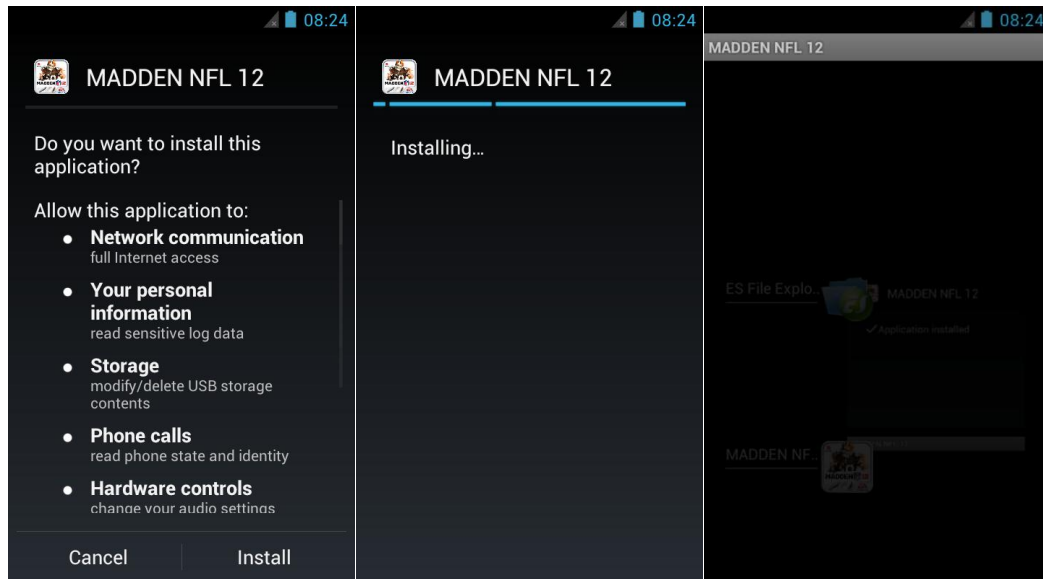 08:24
MADDEN NFL 12
Do you want to install this
application?
Allow this application to:
Network communication
full Internet access
Your personal
information
read sensitive log data
Storage
modify/delete USB storage
contents
Phone calls
read phone state and identity
Hardware controls
change your audio settings
Cancel Install
08:24
MADDEN NFL 12
Installing...
08:24
MADDEN NFL 12
ES File Explo..
MADDEN NFL 12
Application installed
MADDEN NF..